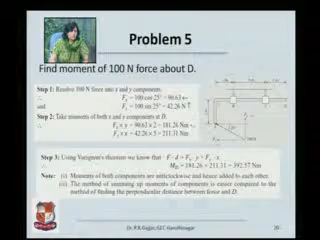 Problem 5
Find moment of 100 N force about D.
Step 1: Resolve 100 N force into x and y components.
∴ Fx = 100 cos 25° = 90.63 ←
and Fy = 100 sin 25° = 42.26 N ↑
Step 2: Take moments of both x and y components at D.
∴ Fx × y = 90.63 × 2 = 181.26 Nm
Fy × x = 42.26 × 5 = 211.31 Nm
Step 3: Using Varignon's theorem we know that F · d = Fx · y + Fy · x
∴ MD = 181.26 + 211.31 = 392.57 Nm
Note: (i) Moments of both components are anticlockwise and hence added to each other.
(ii) The method of summing up moments of components is easier compared to the
method of finding the perpendicular distance between force and D.
Dr. P.R.Gajjar, GEC Gandhinagar
20